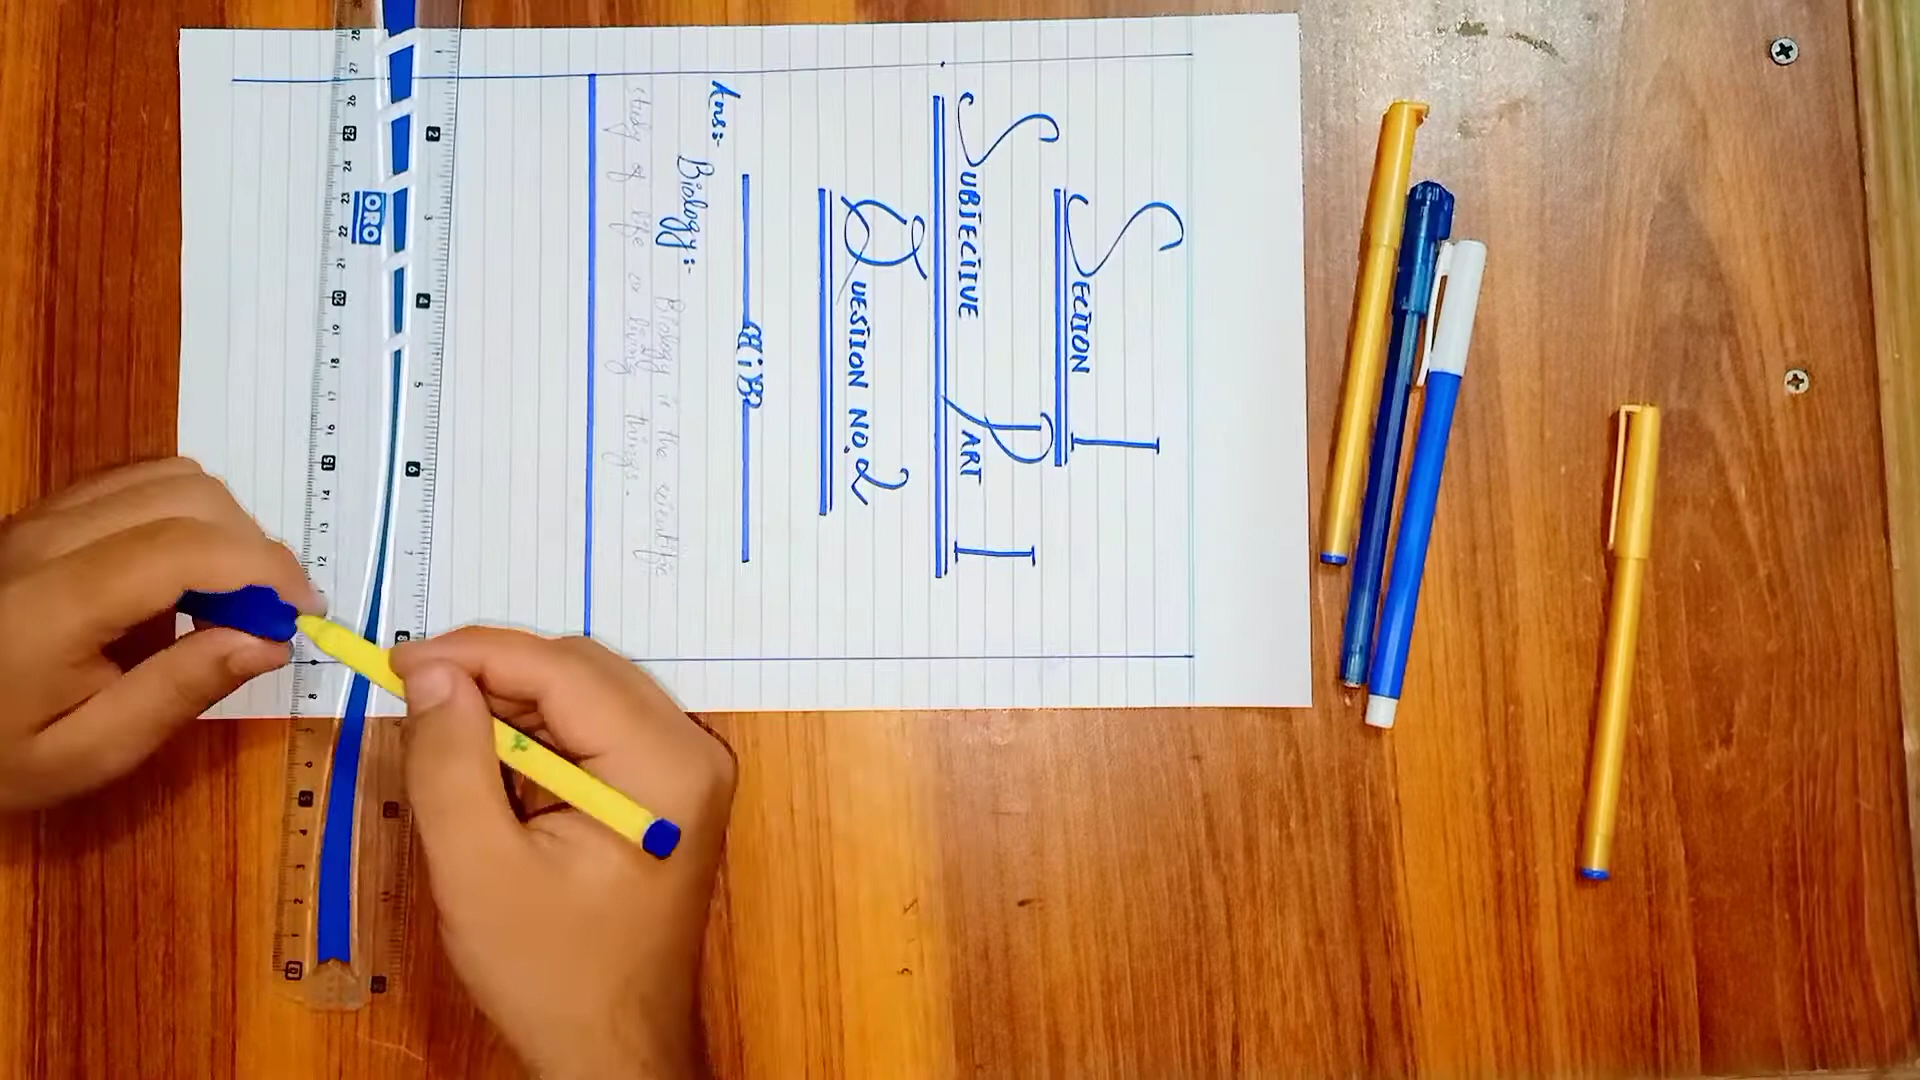 SECTION I
SUBJECTIVE PART I
QUESTION NO.2
(i)
Ans:-
Biology:- Biology is the scientific
study of life or living things.
ORO